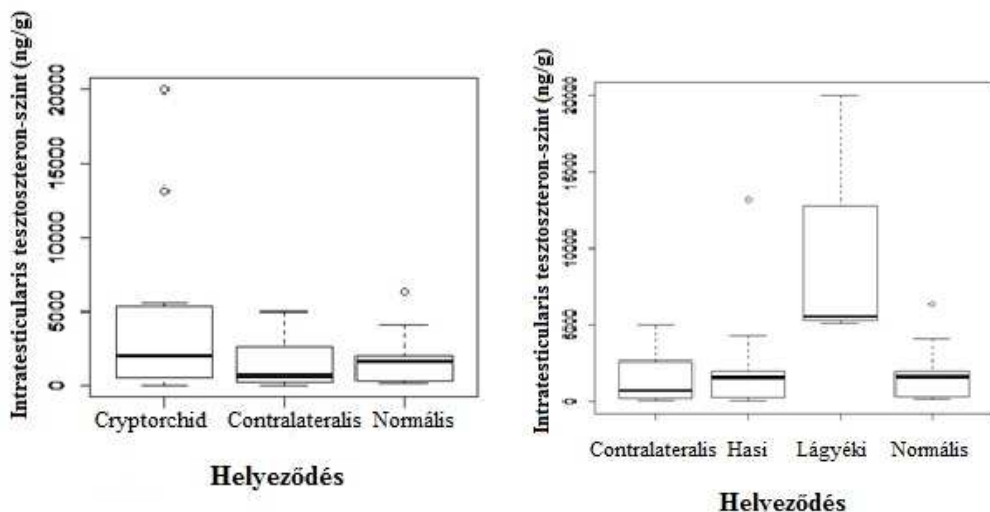 Intratesticularis tesztoszteron-szint (ng/g)
20000
15000
10000
5000
0
Cryptorchid Contralateralis Normális
Helyeződés
Intratesticularis tesztoszteron-szint (ng/g)
20000
15000
10000
5000
0
Contralateralis Hasi Lágyéki Normális
Helyeződés